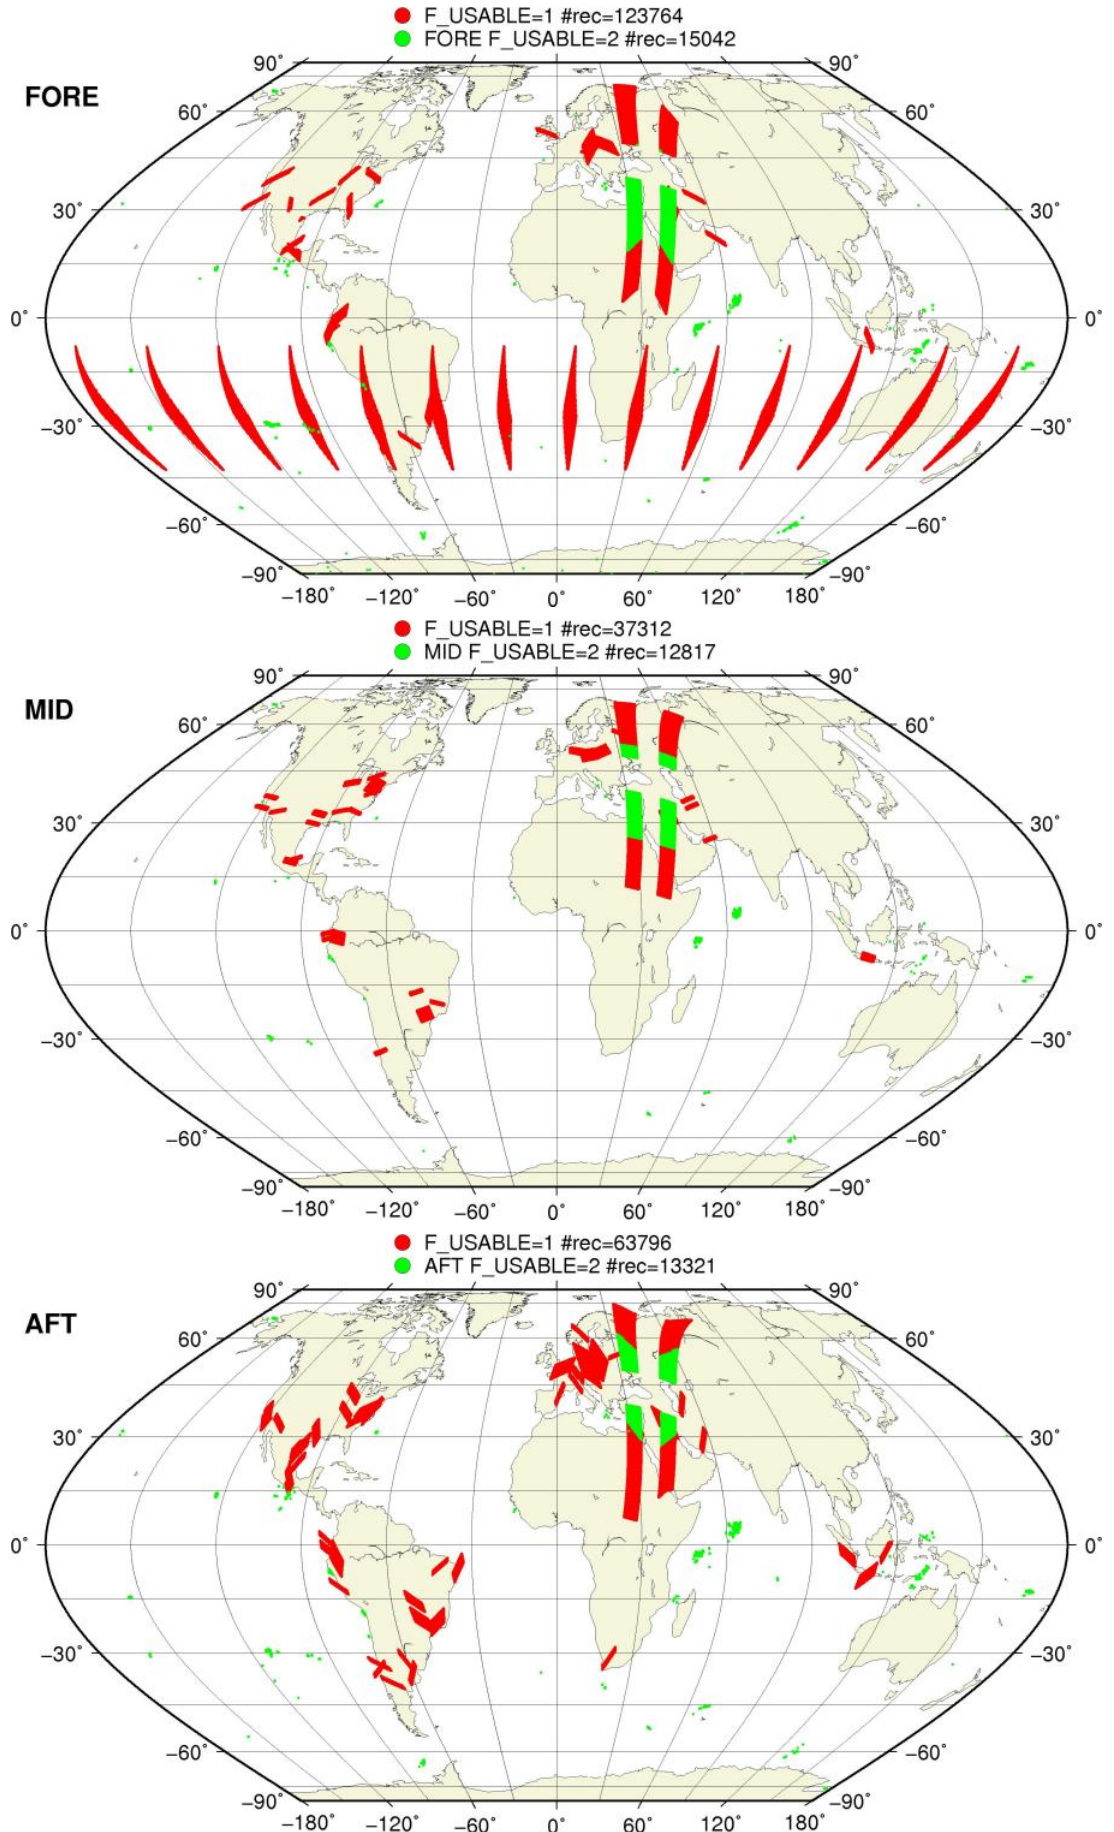 F_USABLE=1 #rec=123764
FORE F_USABLE=2 #rec=15042
FORE
90° 90°
60° 60°
30° 30°
0° 0°
−30° −30°
−60° −60°
−90° −90°
−180° −120° −60° 0° 60° 120° 180°
F_USABLE=1 #rec=37312
MID F_USABLE=2 #rec=12817
MID
90° 90°
60° 60°
30° 30°
0° 0°
−30° −30°
−60° −60°
−90° −90°
−180° −120° −60° 0° 60° 120° 180°
F_USABLE=1 #rec=63796
AFT F_USABLE=2 #rec=13321
AFT
90° 90°
60° 60°
30° 30°
0° 0°
−30° −30°
−60° −60°
−90° −90°
−180° −120° −60° 0° 60° 120° 180°